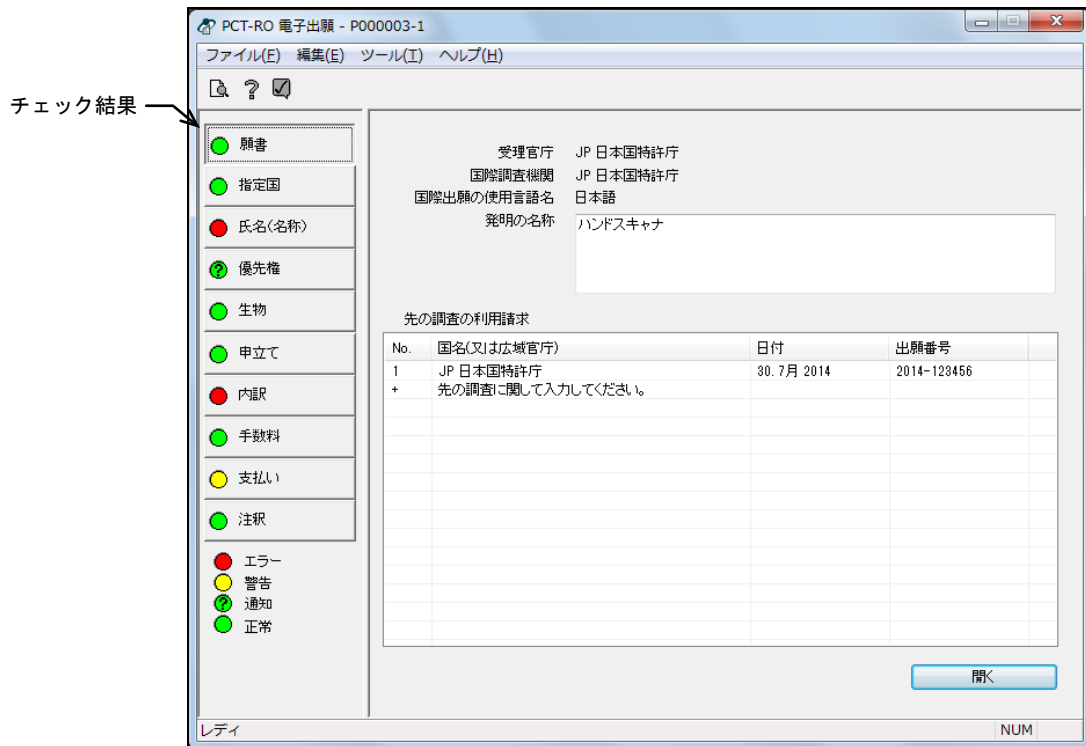 PCT-RO 電子出願 - P000003-1
ファイル(F) 編集(E) ツール(T) ヘルプ(H)
チェック結果
願書
指定国
氏名(名称)
優先権
生物
申立て
内訳
手数料
支払い
注釈
エラー
警告
通知
正常
受理官庁 JP 日本国特許庁
国際調査機関 JP 日本国特許庁
国際出願の使用言語名 日本語
発明の名称 ハンドスキャナ
先の調査の利用請求
No. 国名(又は広域官庁) 日付 出願番号
1 JP 日本国特許庁 30. 7月 2014 2014-123456
+ 先の調査に関して入力してください。
開く
レディ NUM